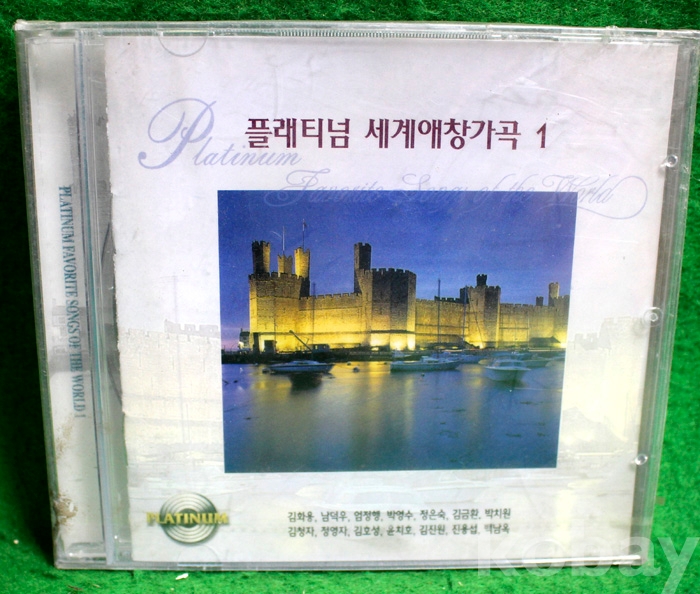 플래티넘 세계애창가곡 1
Platinum
Favorite Songs of the World
PLATINUM FAVORITE SONGS OF THE WORLD 1
PLATINUM
김화용, 남덕우, 엄정행, 박영수, 정은숙, 김금환, 박치원
김청자, 정영자, 김호성, 윤치호, 김진원, 진용섭, 백남옥
kobay